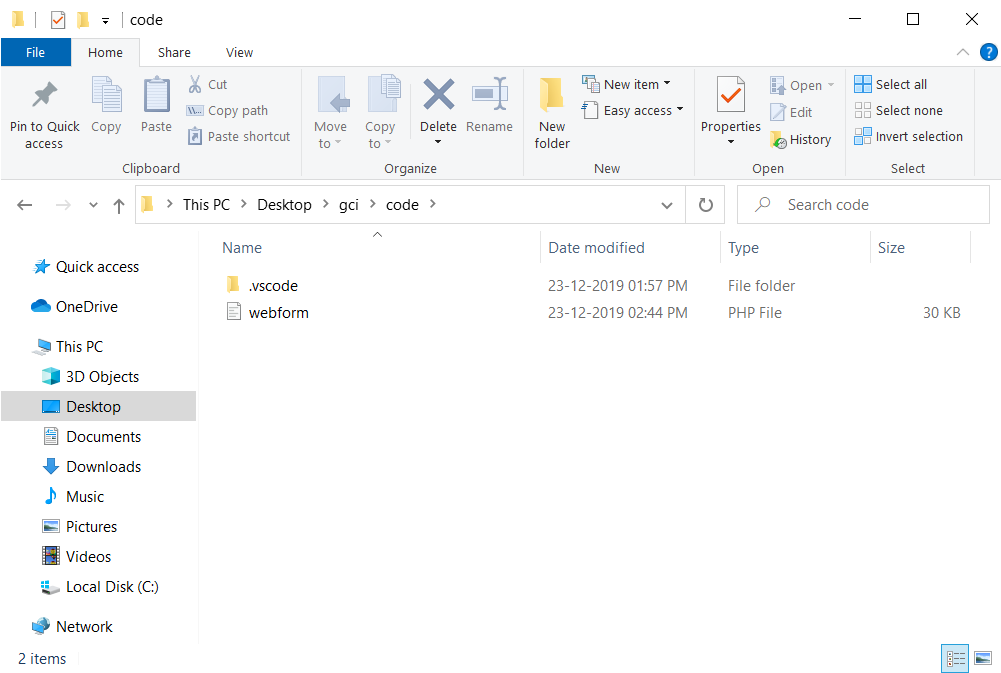 code
File Home Share View
Pin to Quick access Copy Paste Cut Copy path Paste shortcut
Clipboard
Move to Copy to Delete Rename
Organize
New folder New item Easy access
New
Properties Open Edit History
Open
Select all Select none Invert selection
Select
This PC Desktop gci code Search code
Name Date modified Type Size
.vscode 23-12-2019 01:57 PM File folder
webform 23-12-2019 02:44 PM PHP File 30 KB
Quick access
OneDrive
This PC
3D Objects
Desktop
Documents
Downloads
Music
Pictures
Videos
Local Disk (C:)
Network
2 items